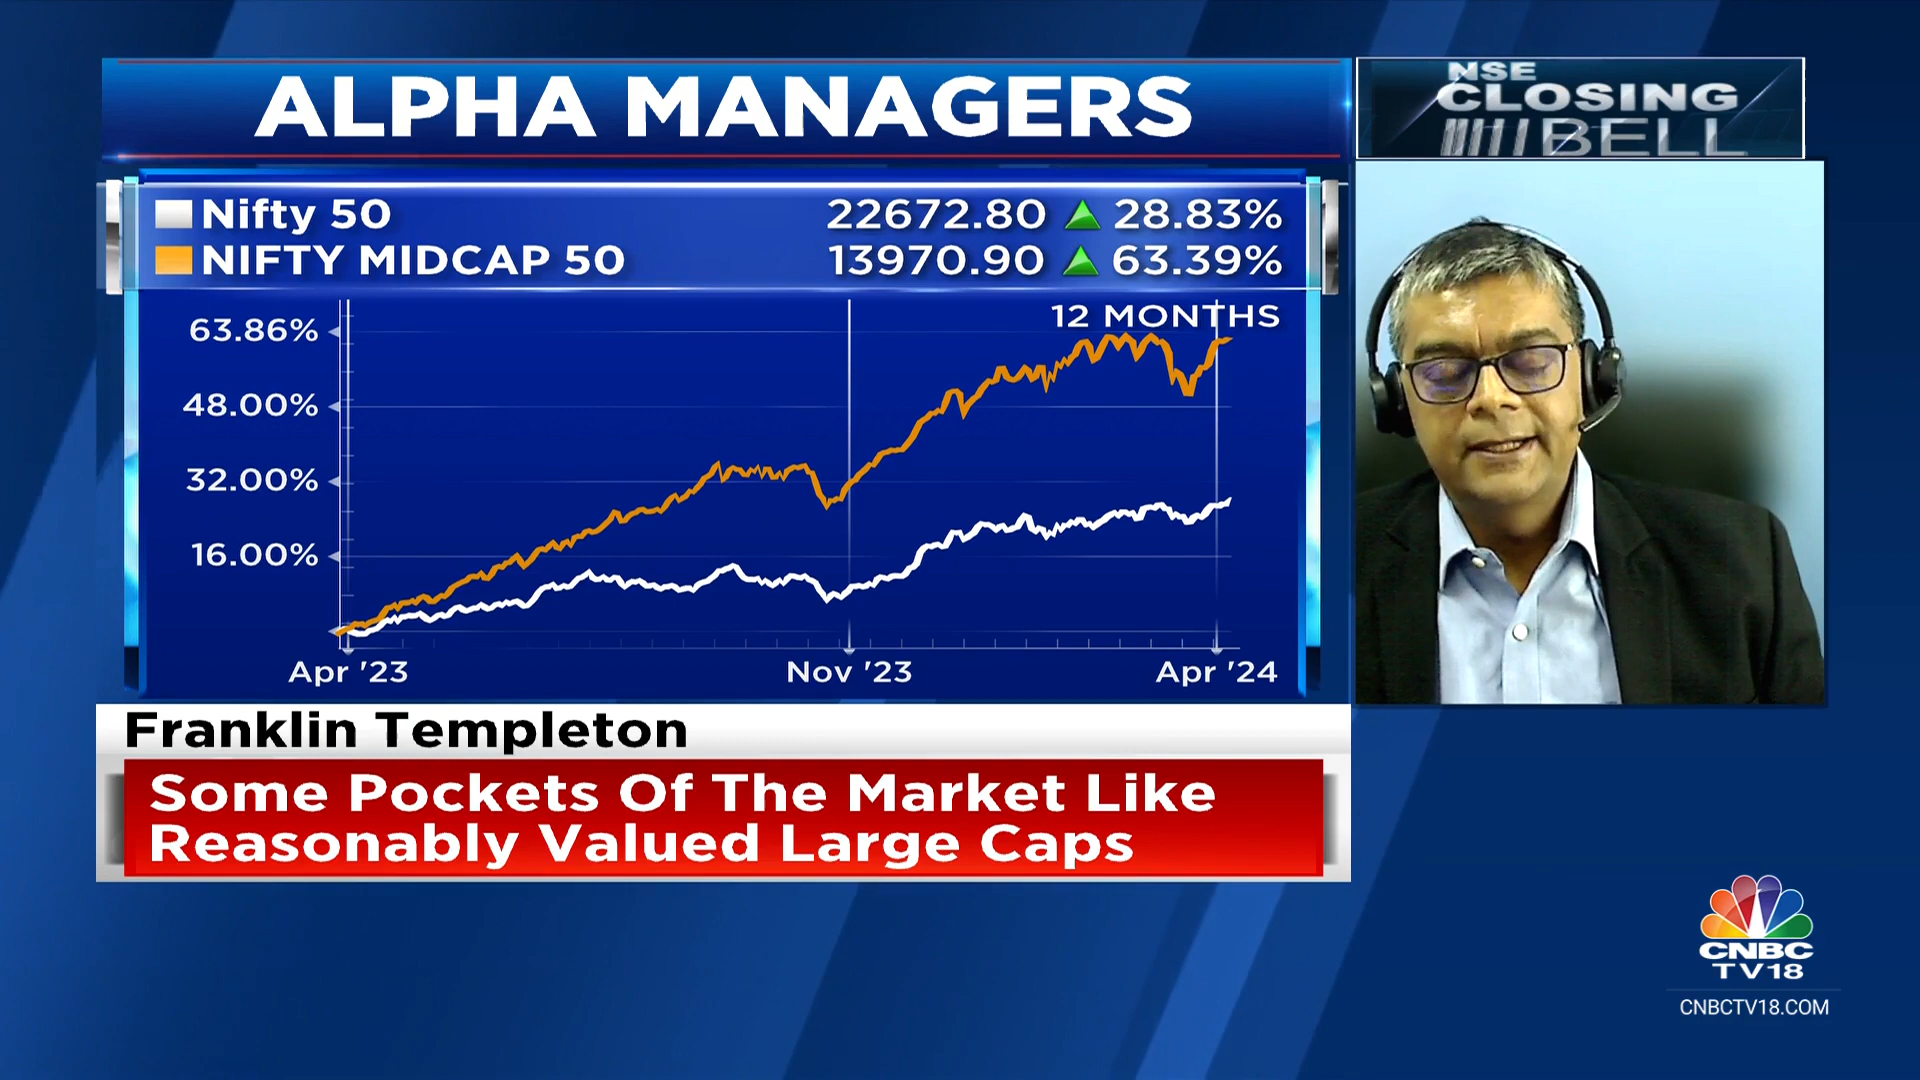 ALPHA MANAGERS
NSE
CLOSING
BELL
Nifty 50 22672.80 28.83%
NIFTY MIDCAP 50 13970.90 63.39%
12 MONTHS
63.86%
48.00%
32.00%
16.00%
Apr '23 Nov '23 Apr '24
Franklin Templeton
Some Pockets Of The Market Like
Reasonably Valued Large Caps
CNBC
TV18
CNBCTV18.COM